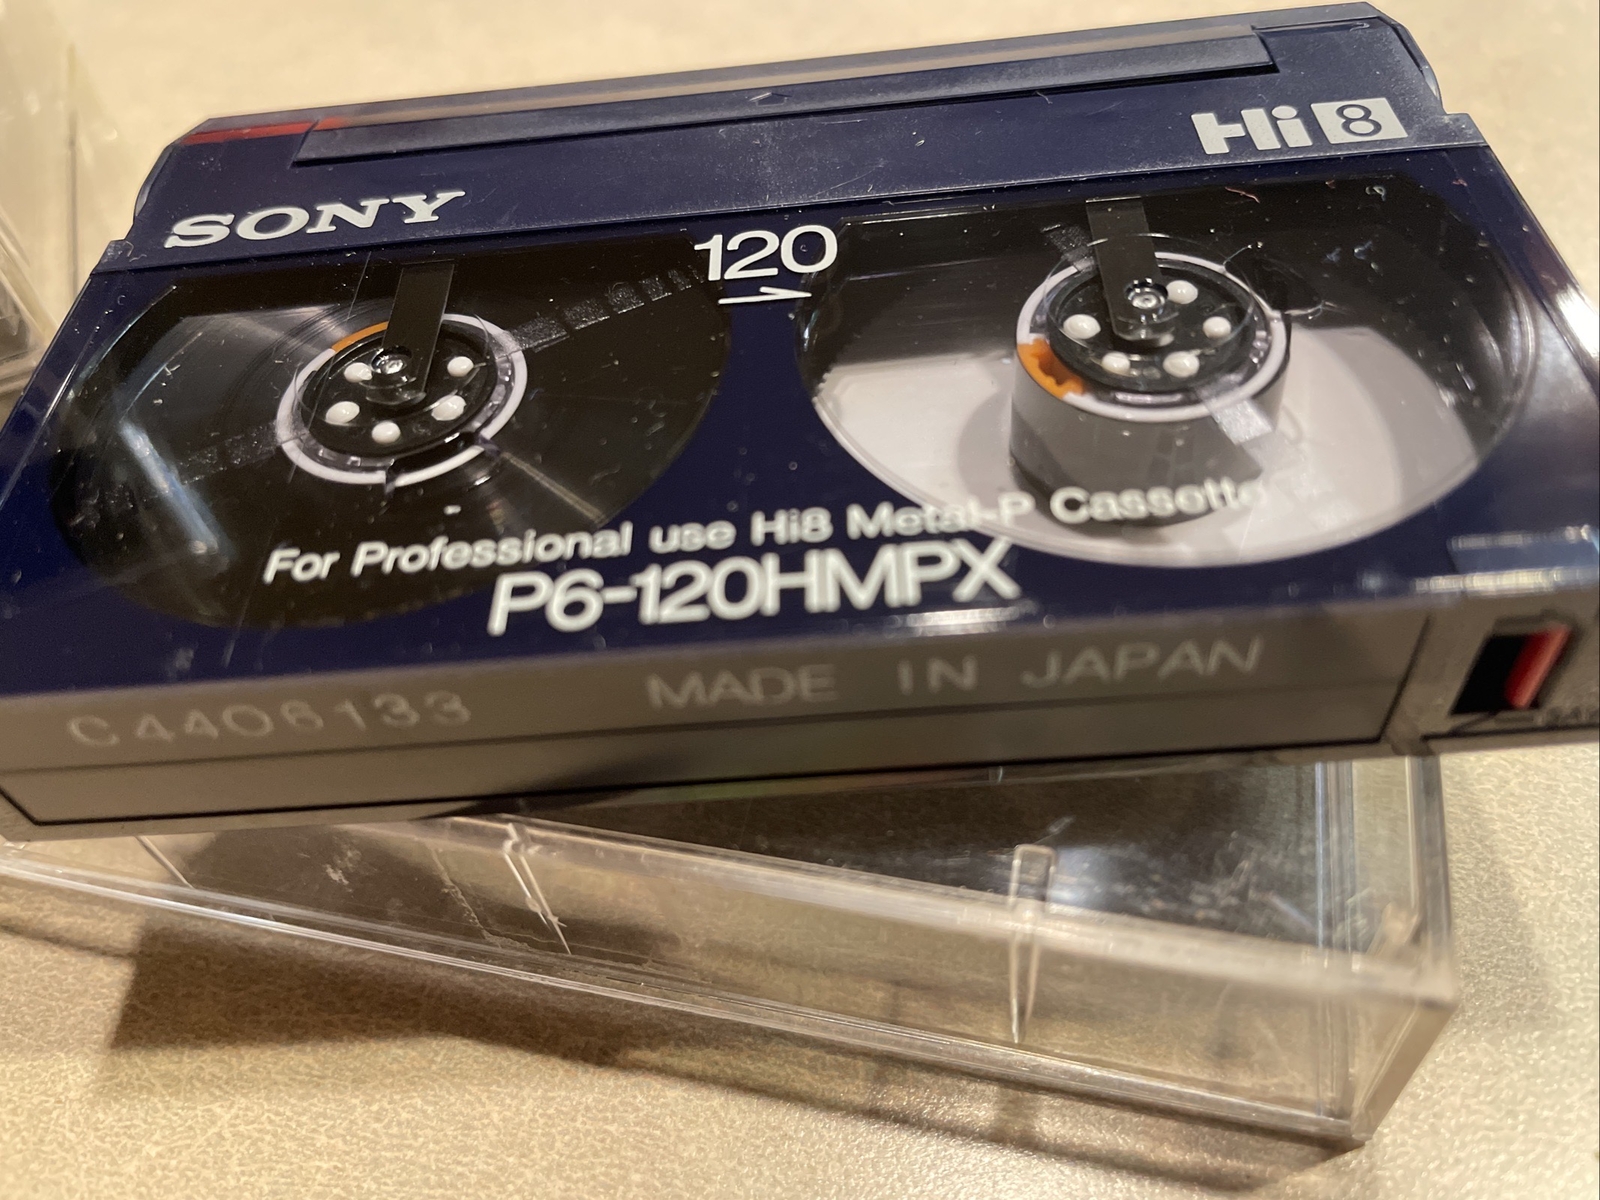 Hi8
SONY
120
For Professional use Hi8 Metal-P Cassette
P6-120HMPX
C4406133 MADE IN JAPAN